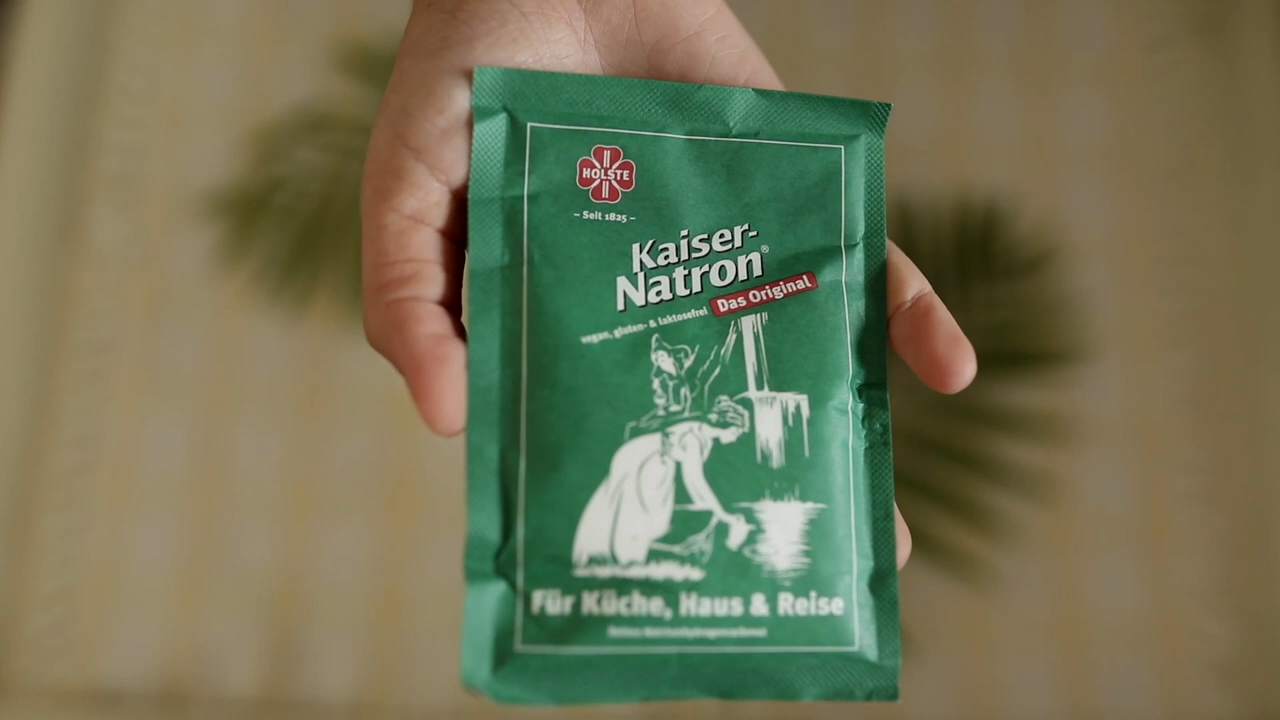 HOLSTE
– Seit 1825 –
Kaiser-
Natron®
Das Original
vegan, gluten- & laktosefrei
Für Küche, Haus & Reise